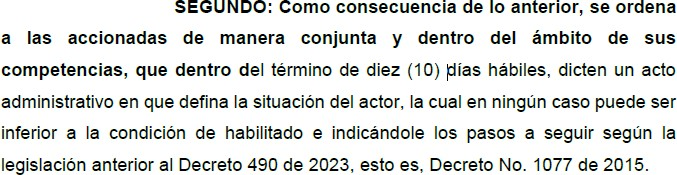 SEGUNDO: Como consecuencia de lo anterior, se ordena
a las accionadas de manera conjunta y dentro del ámbito de sus
competencias, que dentro del término de diez (10) días hábiles, dicten un acto
administrativo en que defina la situación del actor, la cual en ningún caso puede ser
inferior a la condición de habilitado e indicándole los pasos a seguir según la
legislación anterior al Decreto 490 de 2023, esto es, Decreto No. 1077 de 2015.